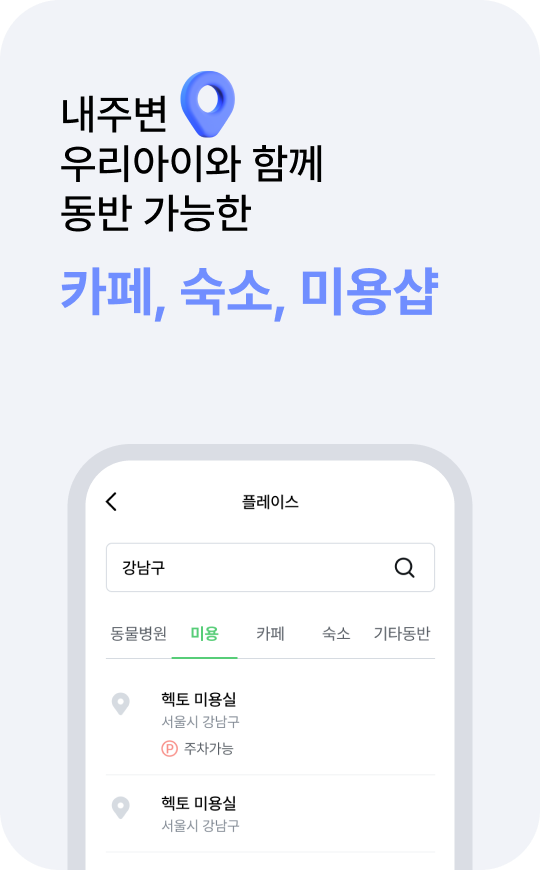 내주변
우리아이와 함께
동반 가능한
카페, 숙소, 미용샵
플레이스
강남구
동물병원 미용 카페 숙소 기타동반
헥토 미용실
서울시 강남구
P 주차가능
헥토 미용실
서울시 강남구